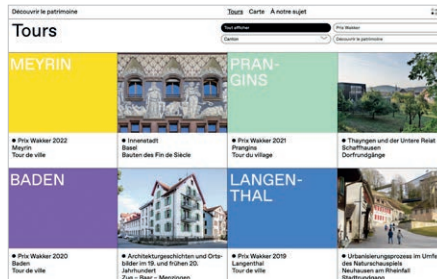 Découvrir le patrimoine
Tours Carte À notre sujet
Tours
Tout afficher
Prix Wakker
Canton
Découvrir le patrimoine
MEYRIN
PRAN-
GINS
Prix Wakker 2022
Meyrin
Tour de ville
Innenstadt
Basel
Bauten des Fin de Siècle
Prix Wakker 2021
Prangins
Tour du village
Thayngen und der Untere Reiat
Schaffhausen
Dorfrundgänge
BADEN
LANGEN-
THAL
Prix Wakker 2020
Baden
Tour de ville
Architekturgeschichten und Orts-
bilder im 19. und frühen 20.
Jahrhundert
Zug – Baar – Menzingen
Prix Wakker 2019
Langenthal
Tour de ville
Urbanisierungsprozess im Umfe
des Naturschauspiels
Neuhausen am Rheinfall
Stadtrundgang